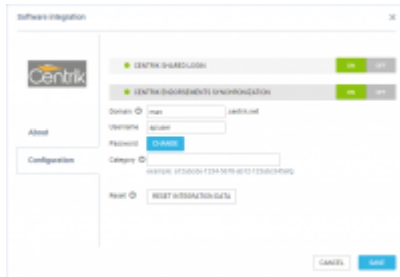 Software integration
Centrik
CENTRIK SHARED LOGIN
ON OFF
CENTRIK ENDORSEMENTS SYNCHRONIZATION
ON OFF
Domain
.centrik.net
Username
About
Password CHANGE
Configuration
Category
example:
Reset RESET INTEGRATION DATA
CANCEL SAVE